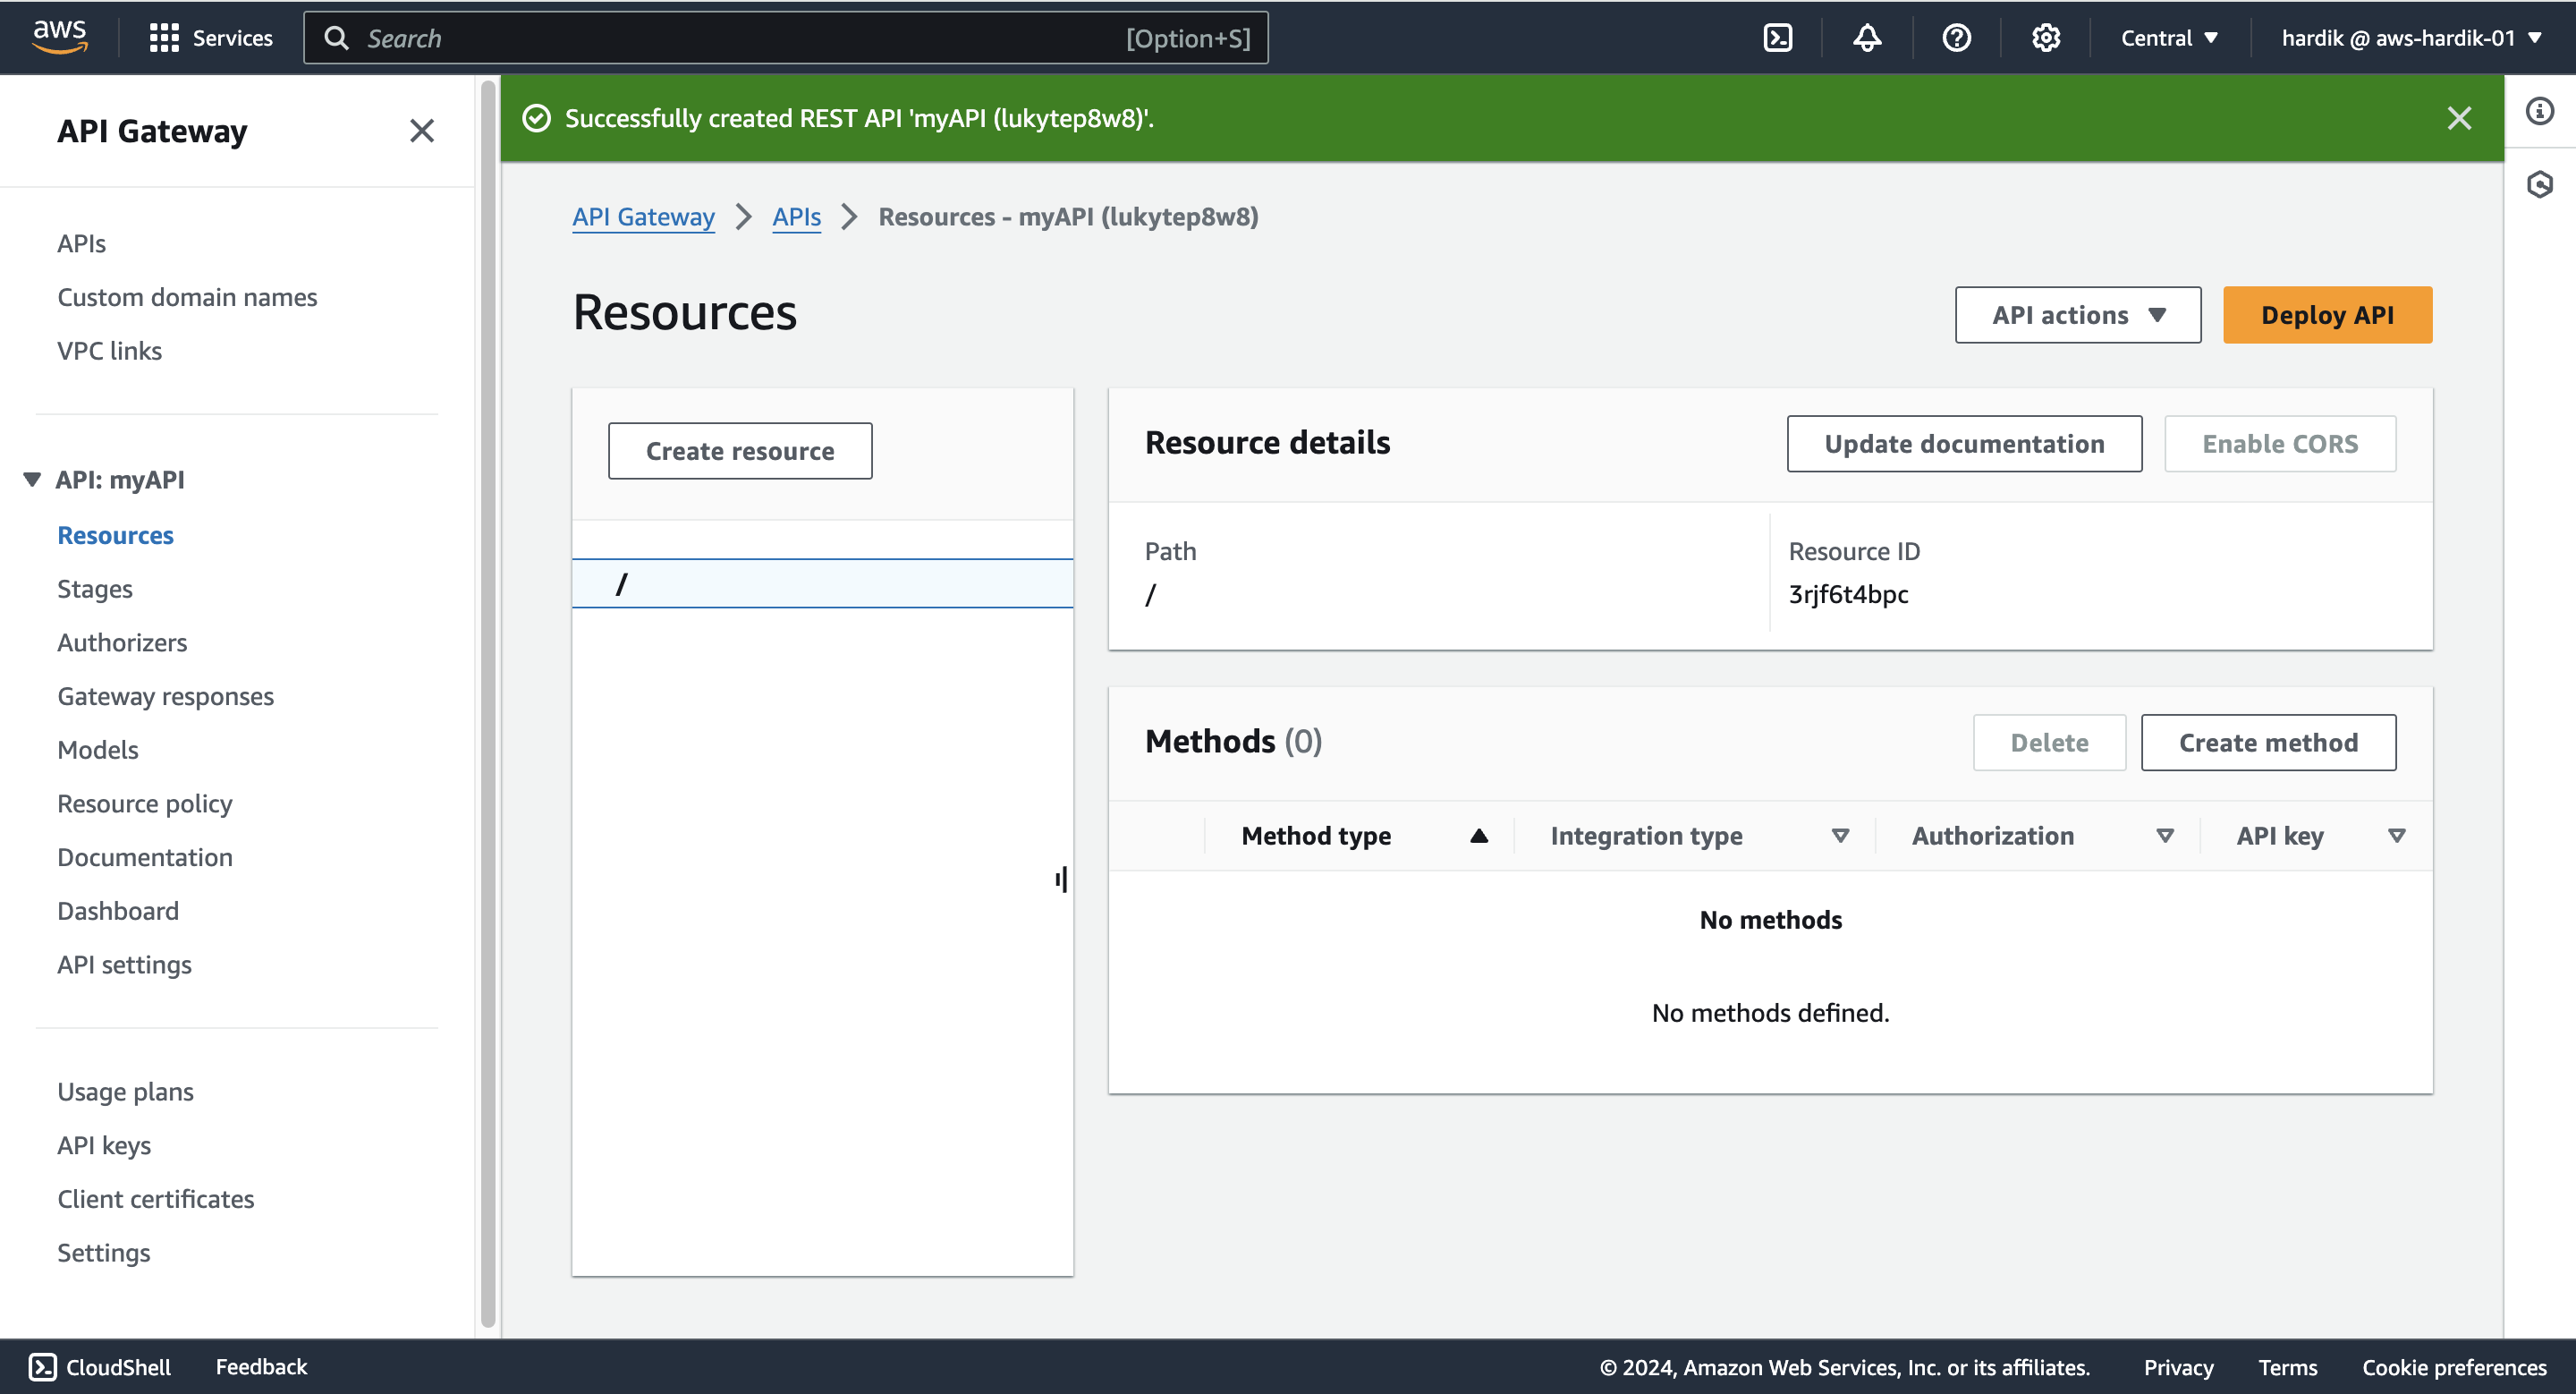 aws
Services
Search
[Option+S]
Central
hardik @ aws-hardik-01
API Gateway
APIs
Custom domain names
VPC links
API: myAPI
Resources
Stages
Authorizers
Gateway responses
Models
Resource policy
Documentation
Dashboard
API settings
Usage plans
API keys
Client certificates
Settings
Successfully created REST API 'myAPI (lukytep8w8)'.
API Gateway > APIs > Resources - myAPI (lukytep8w8)
Resources
API actions
Deploy API
Create resource
/
Resource details
Update documentation
Enable CORS
Path
/
Resource ID
3rjf6t4bpc
Methods (0)
Delete
Create method
Method type
Integration type
Authorization
API key
No methods
No methods defined.
CloudShell
Feedback
© 2024, Amazon Web Services, Inc. or its affiliates.
Privacy
Terms
Cookie preferences